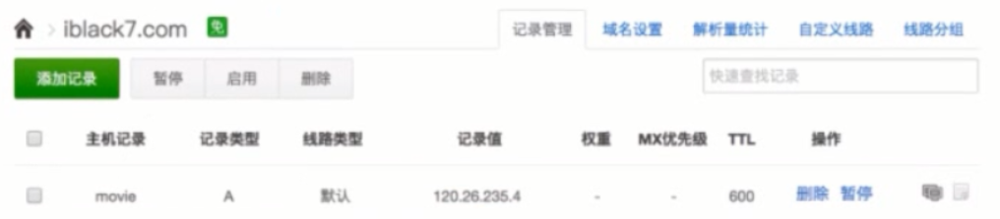 > iblack7.com 免 记录管理 域名设置 解析量统计 自定义线路 线路分组
添加记录 暂停 启用 删除 快速查找记录
主机记录 记录类型 线路类型 记录值 权重 MX优先级 TTL 操作
movie A 默认 120.26.235.4 - - 600 删除 暂停